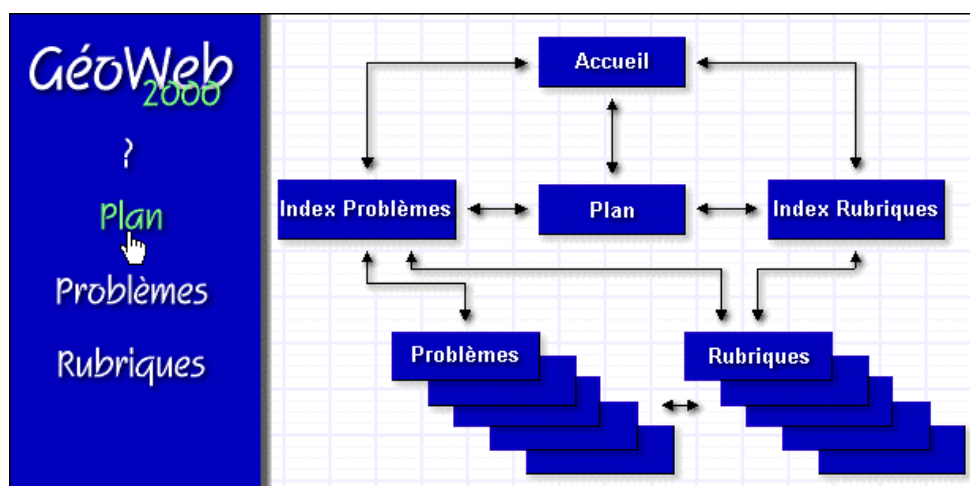 GéoWeb
2000
?
Plan
Problèmes
Rubriques
Accueil
Index Problèmes
Plan
Index Rubriques
Problèmes
Rubriques